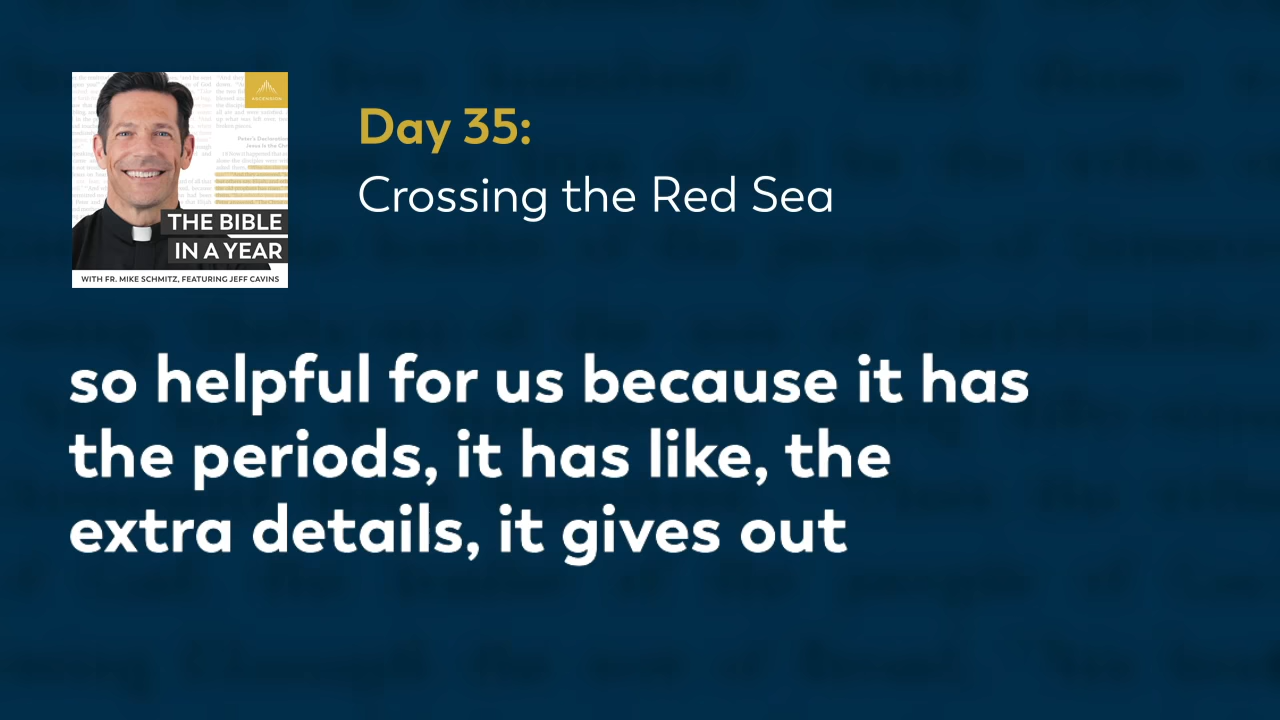 ASCENSION
THE BIBLE
IN A YEAR
WITH FR. MIKE SCHMITZ, FEATURING JEFF CAVINS
Day 35:
Crossing the Red Sea
so helpful for us because it has
the periods, it has like, the
extra details, it gives out